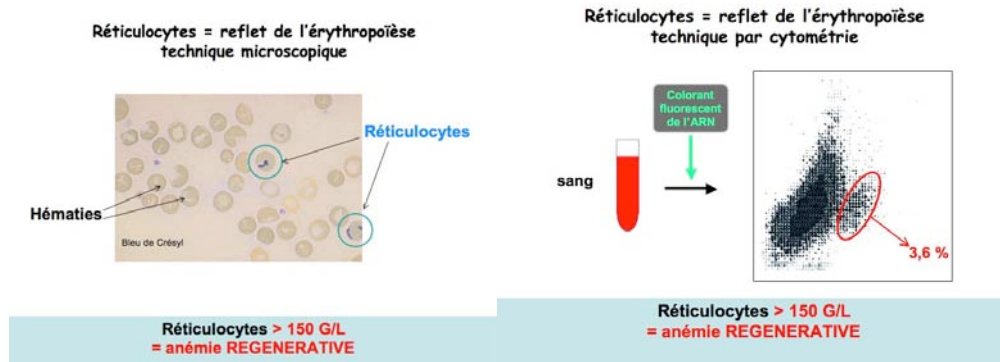 Réticulocytes = reflet de l'érythropoïèse
technique microscopique
Réticulocytes
Hématies
Bleu de Crésyl
Réticulocytes > 150 G/L
= anémie REGENERATIVE
Réticulocytes = reflet de l'érythropoïèse
technique par cytométrie
Colorant
fluorescent
de l'ARN
sang
3,6 %
Réticulocytes > 150 G/L
= anémie REGENERATIVE